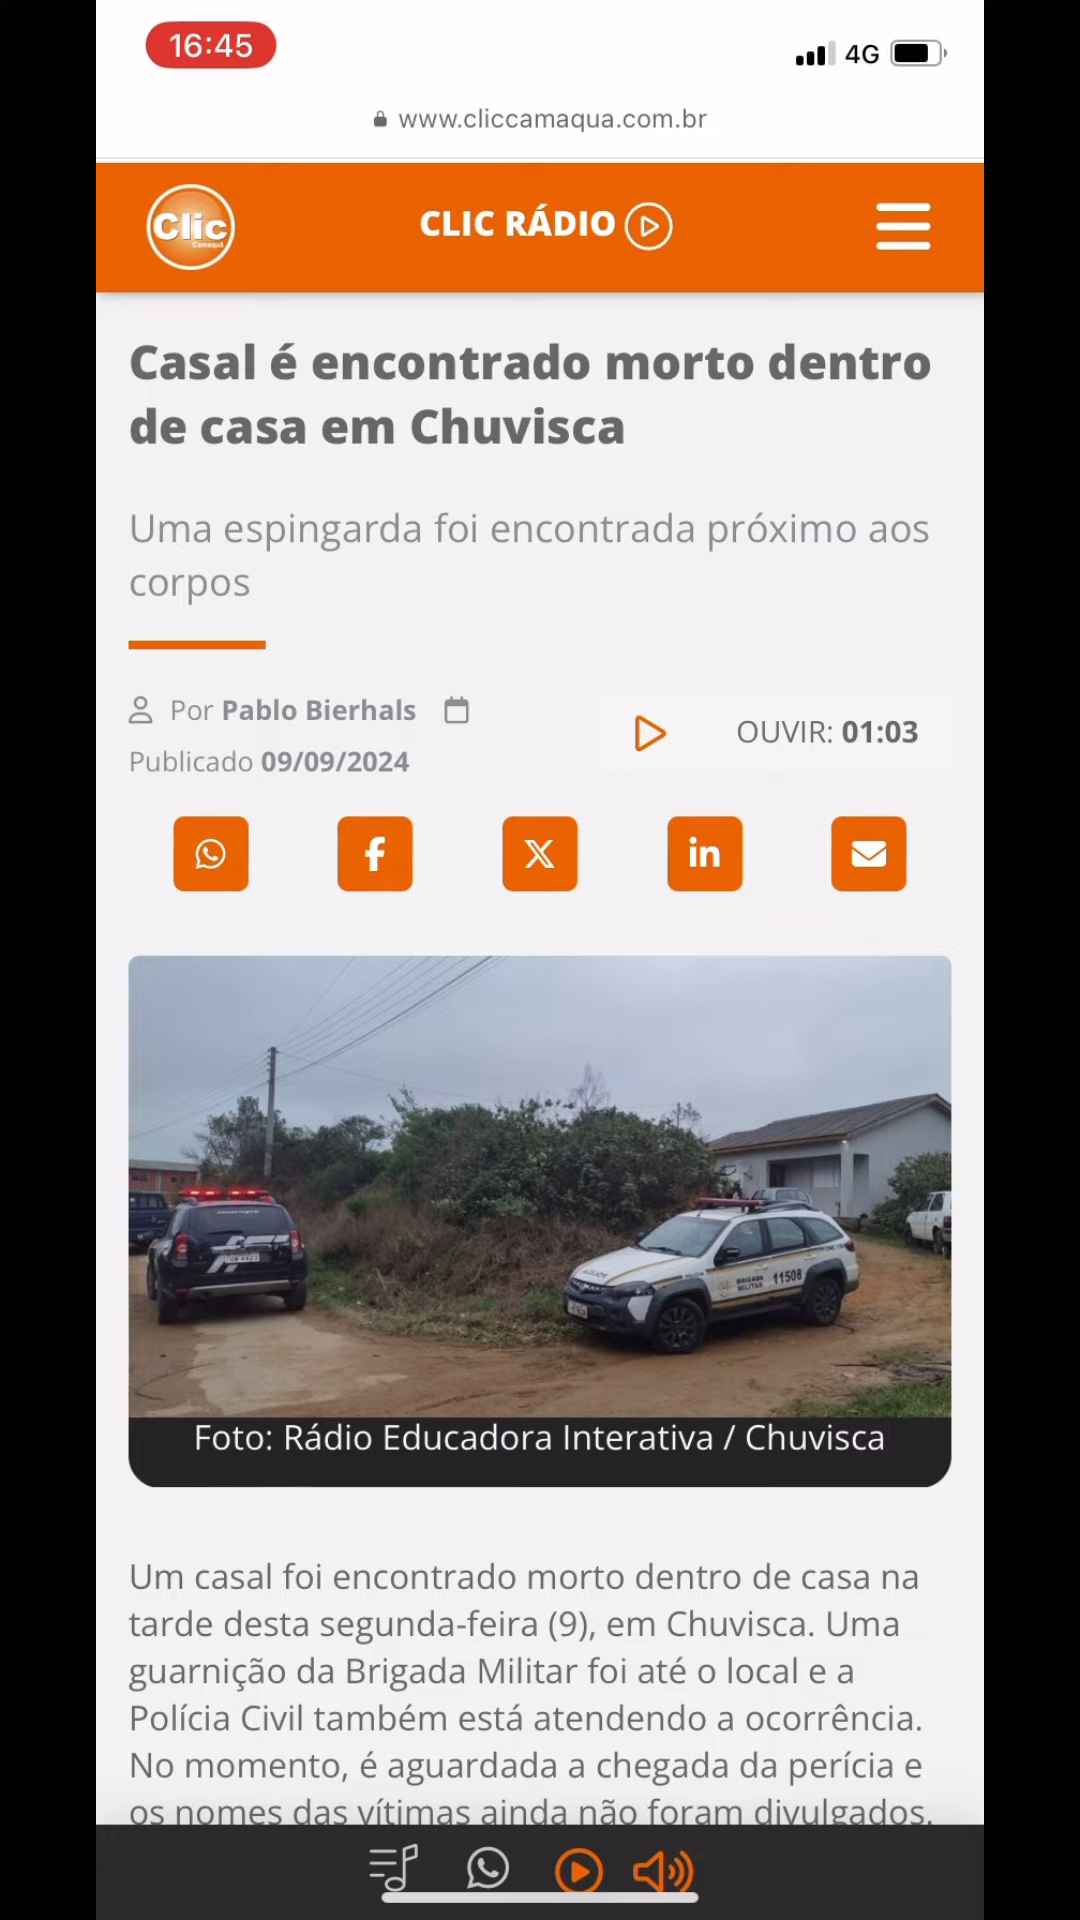 16:45
4G
www.cliccamaqua.com.br
Clic
Camaquã
CLIC RÁDIO
Casal é encontrado morto dentro
de casa em Chuvisca
Uma espingarda foi encontrada próximo aos
corpos
Por Pablo Bierhals
Publicado 09/09/2024
OUVIR: 01:03
BRIGADA
MILITAR
11508
Foto: Rádio Educadora Interativa / Chuvisca
Um casal foi encontrado morto dentro de casa na
tarde desta segunda-feira (9), em Chuvisca. Uma
guarnição da Brigada Militar foi até o local e a
Polícia Civil também está atendendo a ocorrência.
No momento, é aguardada a chegada da perícia e
os nomes das vítimas ainda não foram divulgados.